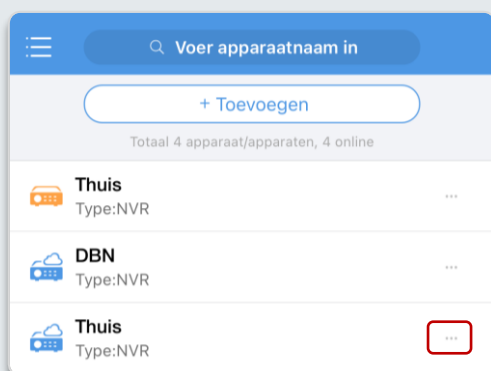 Voer apparaatnaam in
+ Toevoegen
Totaal 4 apparaat/apparaten, 4 online
Thuis
Type:NVR
DBN
Type:NVR
Thuis
Type:NVR